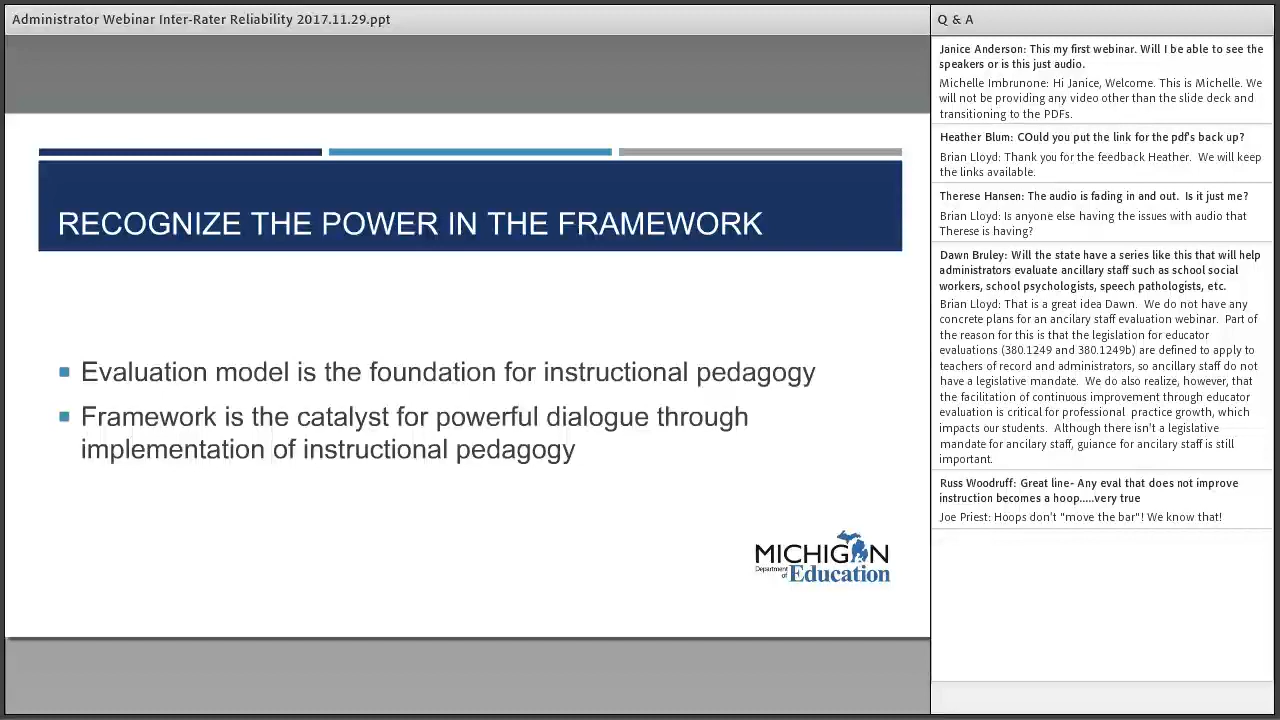 Administrator Webinar Inter-Rater Reliability 2017.11.29.ppt
RECOGNIZE THE POWER IN THE FRAMEWORK
Evaluation model is the foundation for instructional pedagogy
Framework is the catalyst for powerful dialogue through
implementation of instructional pedagogy
MICHIGAN
Department
of Education
Q & A
Janice Anderson: This my first webinar. Will I be able to see the
speakers or is this just audio.
Michelle Imbrunone: Hi Janice, Welcome. This is Michelle. We
will not be providing any video other than the slide deck and
transitioning to the PDFs.
Heather Blum: COuld you put the link for the pdf's back up?
Brian Lloyd: Thank you for the feedback Heather. We will keep
the links available.
Therese Hansen: The audio is fading in and out. Is it just me?
Brian Lloyd: Is anyone else having the issues with audio that
Therese is having?
Dawn Bruley: Will the state have a series like this that will help
administrators evaluate ancillary staff such as school social
workers, school psychologists, speech pathologists, etc.
Brian Lloyd: That is a great idea Dawn. We do not have any
concrete plans for an ancilary staff evaluation webinar. Part of
the reason for this is that the legislation for educator
evaluations (380.1249 and 380.1249b) are defined to apply to
teachers of record and administrators, so ancillary staff do not
have a legislative mandate. We do also realize, however, that
the facilitation of continuous improvement through educator
evaluation is critical for professional practice growth, which
impacts our students. Although there isn't a legislative
mandate for ancilary staff, guiance for ancilary staff is still
important.
Russ Woodruff: Great line- Any eval that does not improve
instruction becomes a hoop.....very true
Joe Priest: Hoops don't "move the bar"! We know that!